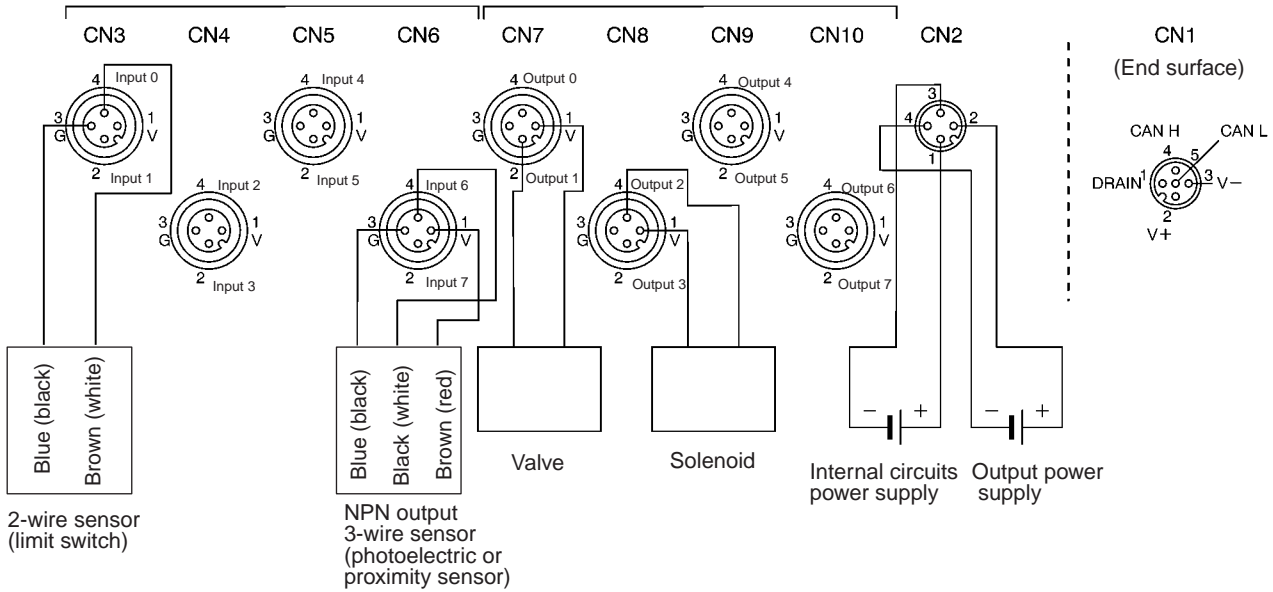 CN3 CN4 CN5 CN6 CN7 CN8 CN9 CN10 CN2 CN1
(End surface)
4 Input 0
3 1
G V
2 Input 1
4 Input 2
3 1
G V
2 Input 3
4 Input 4
3 1
G V
2 Input 5
4 Input 6
3 1
G V
2 Input 7
4 Output 0
3 1
G V
2 Output 1
4 Output 2
3 1
G V
2 Output 3
4 Output 4
3 1
G V
2 Output 5
4 Output 6
3 1
G V
2 Output 7
3
4 2
1
CAN H CAN L
4 5
DRAIN 1 3 V−
2
V+
Blue (black)
Brown (white)
2-wire sensor
(limit switch)
Blue (black)
Black (white)
Brown (red)
NPN output
3-wire sensor
(photoelectric or
proximity sensor)
Valve
Solenoid
− +
Internal circuits
power supply
− +
Output power
supply